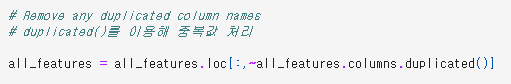 # Remove any duplicated column names
# duplicated()를 이용해 중복값 처리
all_features = all_features.loc[:,~all_features.columns.duplicated()]